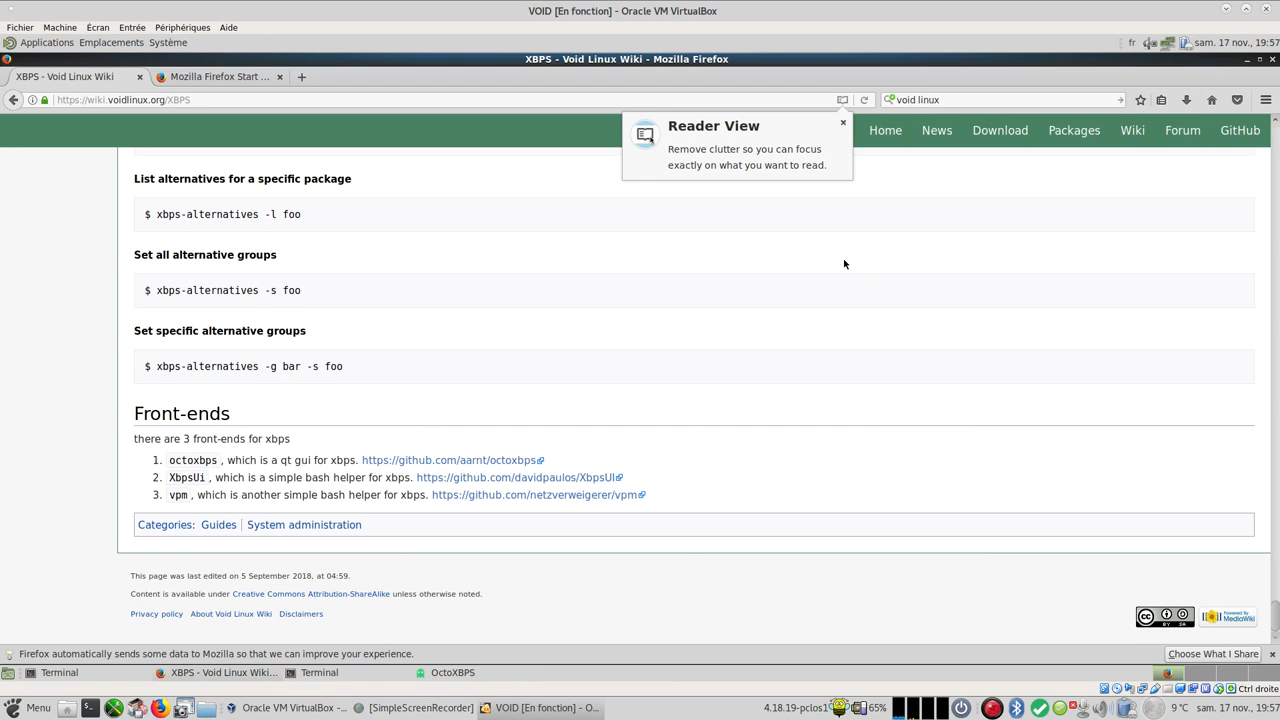 VOID [En fonction] - Oracle VM VirtualBox
Fichier Machine Écran Entrée Périphériques Aide
Applications Emplacements Système fr sam. 17 nov., 19:57
XBPS - Void Linux Wiki - Mozilla Firefox
XBPS - Void Linux Wiki Mozilla Firefox Start ...
https://wiki.voidlinux.org/XBPS void linux
Home News Download Packages Wiki Forum GitHub
Reader View
Remove clutter so you can focus
exactly on what you want to read.
List alternatives for a specific package
$ xbps-alternatives -l foo
Set all alternative groups
$ xbps-alternatives -s foo
Set specific alternative groups
$ xbps-alternatives -g bar -s foo
Front-ends
there are 3 front-ends for xbps
1. octoxbps , which is a qt gui for xbps. https://github.com/aarnt/octoxbps
2. XbpsUi , which is a simple bash helper for xbps. https://github.com/davidpaulos/XbpsUI
3. vpm , which is another simple bash helper for xbps. https://github.com/netzverweigerer/vpm
Categories: Guides System administration
This page was last edited on 5 September 2018, at 04:59.
Content is available under Creative Commons Attribution-ShareAlike unless otherwise noted.
Privacy policy About Void Linux Wiki Disclaimers
cc BY SA Powered By MediaWiki
Firefox automatically sends some data to Mozilla so that we can improve your experience. Choose What I Share
Terminal XBPS - Void Linux Wiki... Terminal OctoXBPS
Ctrl droite
Menu Oracle VM VirtualBox -... [SimpleScreenRecorder] VOID [En fonction] - O... 4.18.19-pclos1 65% 9 °C sam. 17 nov., 19:57